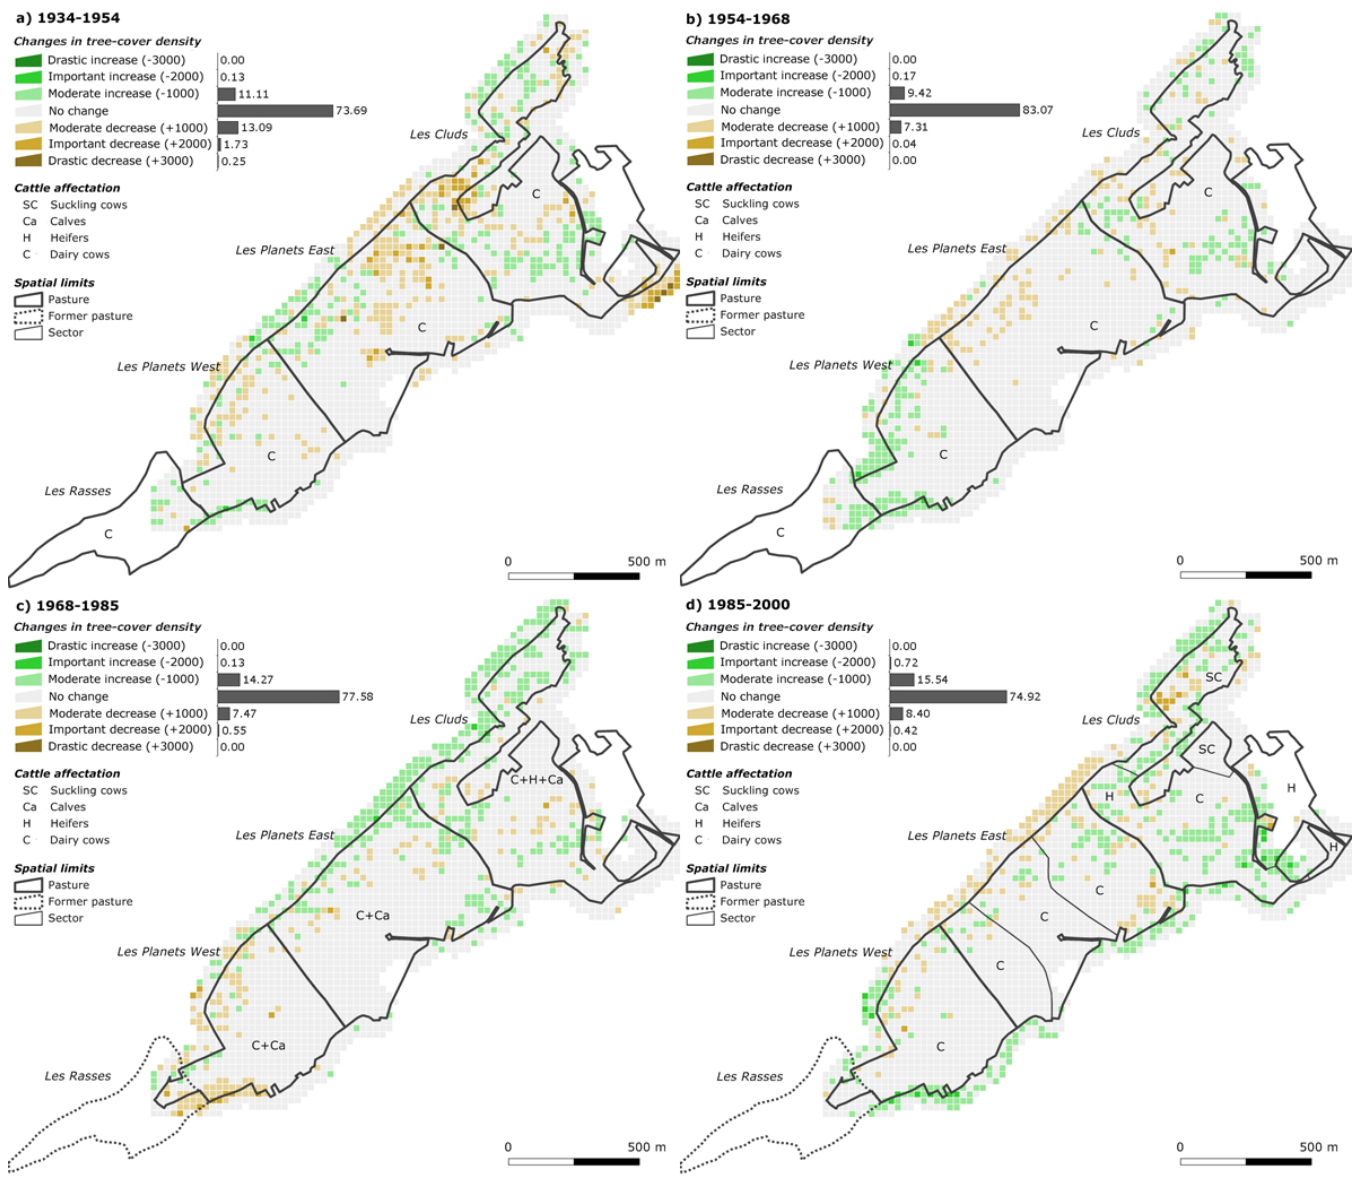 a) 1934-1954
Changes in tree-cover density
Drastic increase (-3000) 0.00
Important increase (-2000) 0.13
Moderate increase (-1000) 11.11
No change 73.69
Moderate decrease (+1000) 13.09
Important decrease (+2000) 1.73
Drastic decrease (+3000) 0.25
Cattle affectation
SC Suckling cows
Ca Calves
H Heifers
C Dairy cows
Spatial limits
Pasture
Former pasture
Sector
Les Cluds
C
Les Planets East
C
Les Planets West
C
Les Rasses
C
0 500 m
b) 1954-1968
Changes in tree-cover density
Drastic increase (-3000) 0.00
Important increase (-2000) 0.17
Moderate increase (-1000) 9.42
No change 83.07
Moderate decrease (+1000) 7.31
Important decrease (+2000) 0.04
Drastic decrease (+3000) 0.00
Cattle affectation
SC Suckling cows
Ca Calves
H Heifers
C Dairy cows
Spatial limits
Pasture
Former pasture
Sector
Les Cluds
C
Les Planets East
C
Les Planets West
C
Les Rasses
C
0 500 m
c) 1968-1985
Changes in tree-cover density
Drastic increase (-3000) 0.00
Important increase (-2000) 0.13
Moderate increase (-1000) 14.27
No change 77.58
Moderate decrease (+1000) 7.47
Important decrease (+2000) 0.55
Drastic decrease (+3000) 0.00
Cattle affectation
SC Suckling cows
Ca Calves
H Heifers
C Dairy cows
Spatial limits
Pasture
Former pasture
Sector
Les Cluds
C+H+Ca
Les Planets East
C+Ca
Les Planets West
C+Ca
Les Rasses
0 500 m
d) 1985-2000
Changes in tree-cover density
Drastic increase (-3000) 0.00
Important increase (-2000) 0.72
Moderate increase (-1000) 15.54
No change 74.92
Moderate decrease (+1000) 8.40
Important decrease (+2000) 0.42
Drastic decrease (+3000) 0.00
Cattle affectation
SC Suckling cows
Ca Calves
H Heifers
C Dairy cows
Spatial limits
Pasture
Former pasture
Sector
SC
Les Cluds
SC
H
H
C
Les Planets East
H
C
C
Les Planets West
C
C
Les Rasses
0 500 m